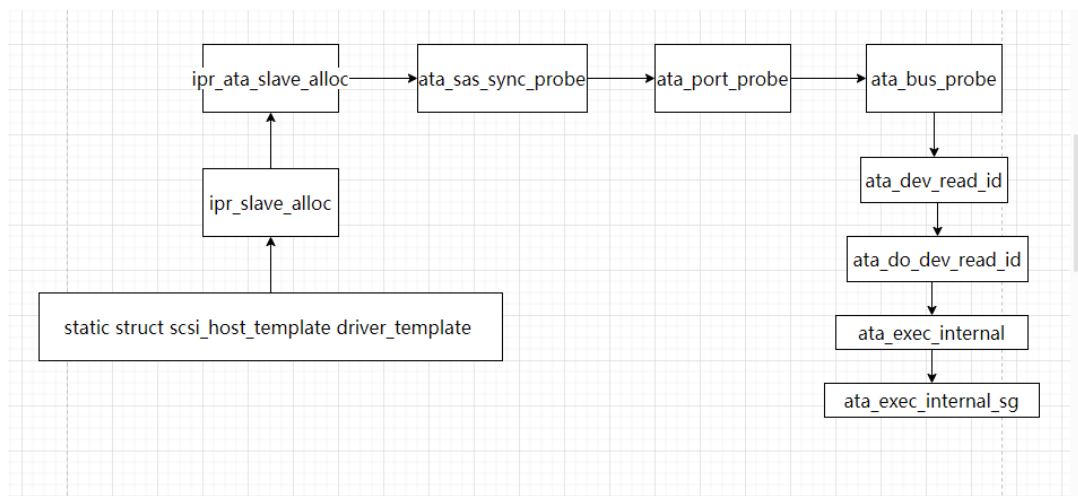 ipr_ata_slave_alloc
ata_sas_sync_probe
ata_port_probe
ata_bus_probe
ata_dev_read_id
ipr_slave_alloc
ata_do_dev_read_id
static struct scsi_host_template driver_template
ata_exec_internal
ata_exec_internal_sg